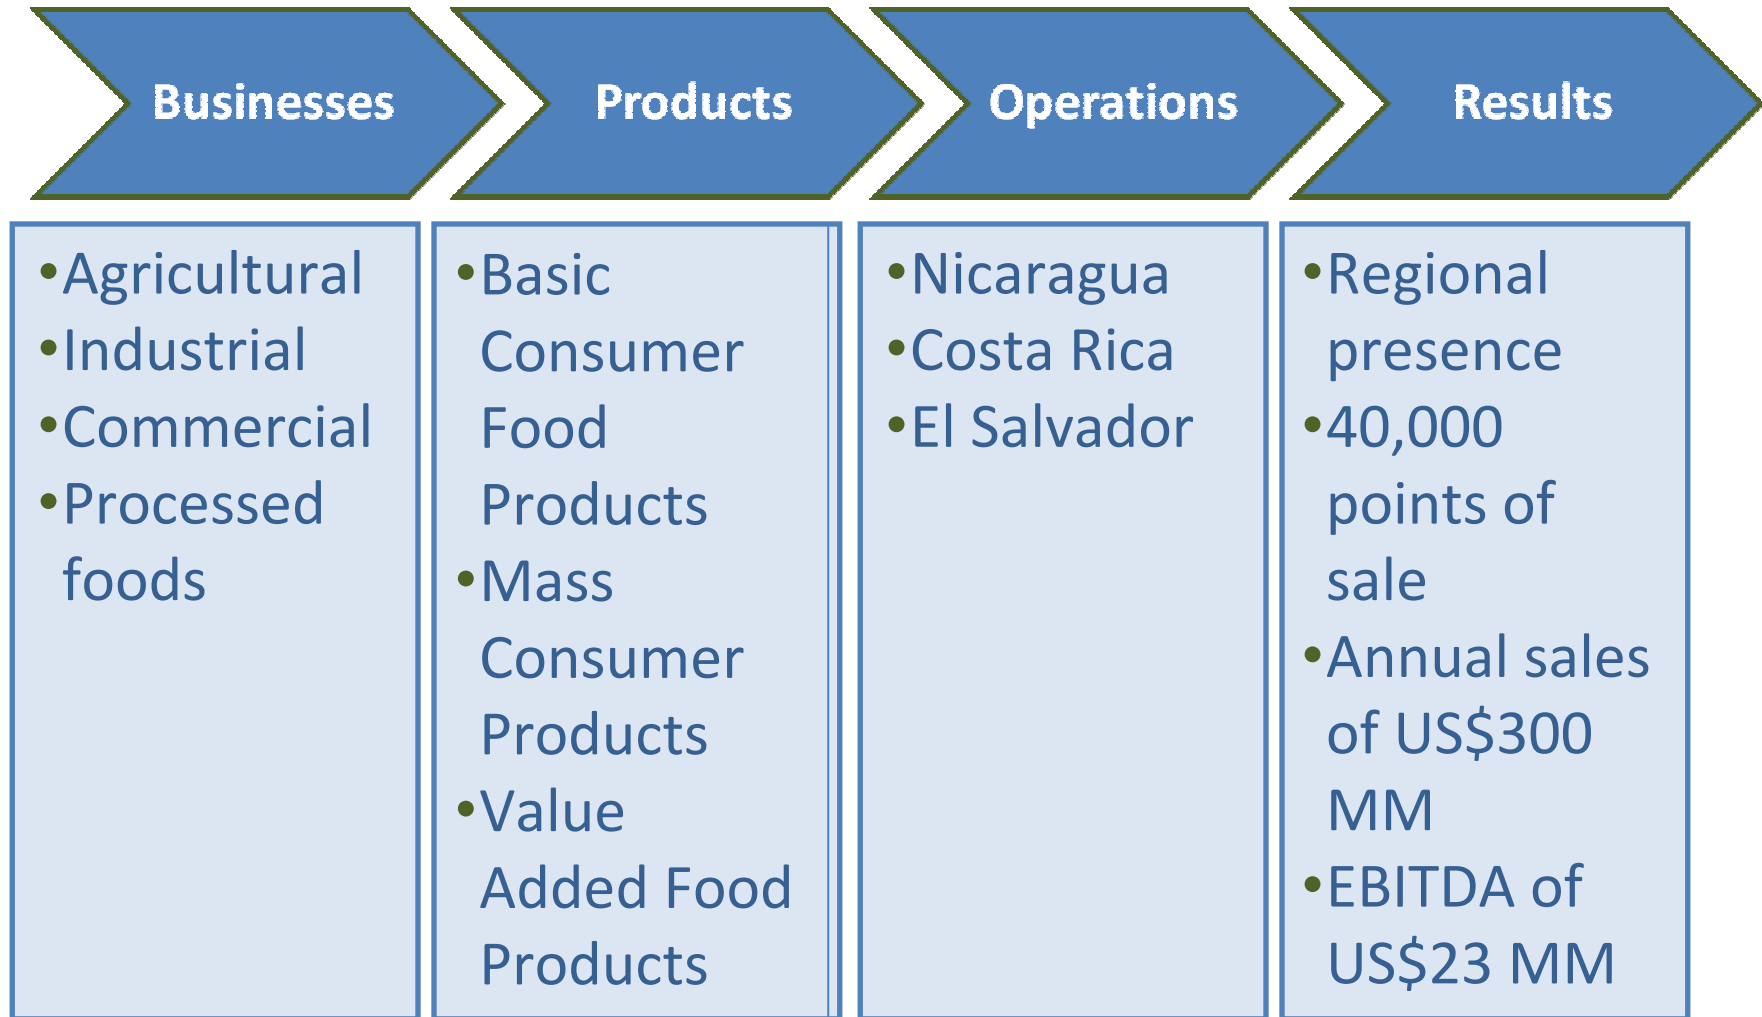 Businesses
Products
Operations
Results
•Agricultural
•Industrial
•Commercial
•Processed
foods
•Basic
Consumer
Food
Products
•Mass
Consumer
Products
•Value
Added Food
Products
•Nicaragua
•Costa Rica
•El Salvador
•Regional
presence
•40,000
points of
sale
•Annual sales
of US$300
MM
•EBITDA of
US$23 MM